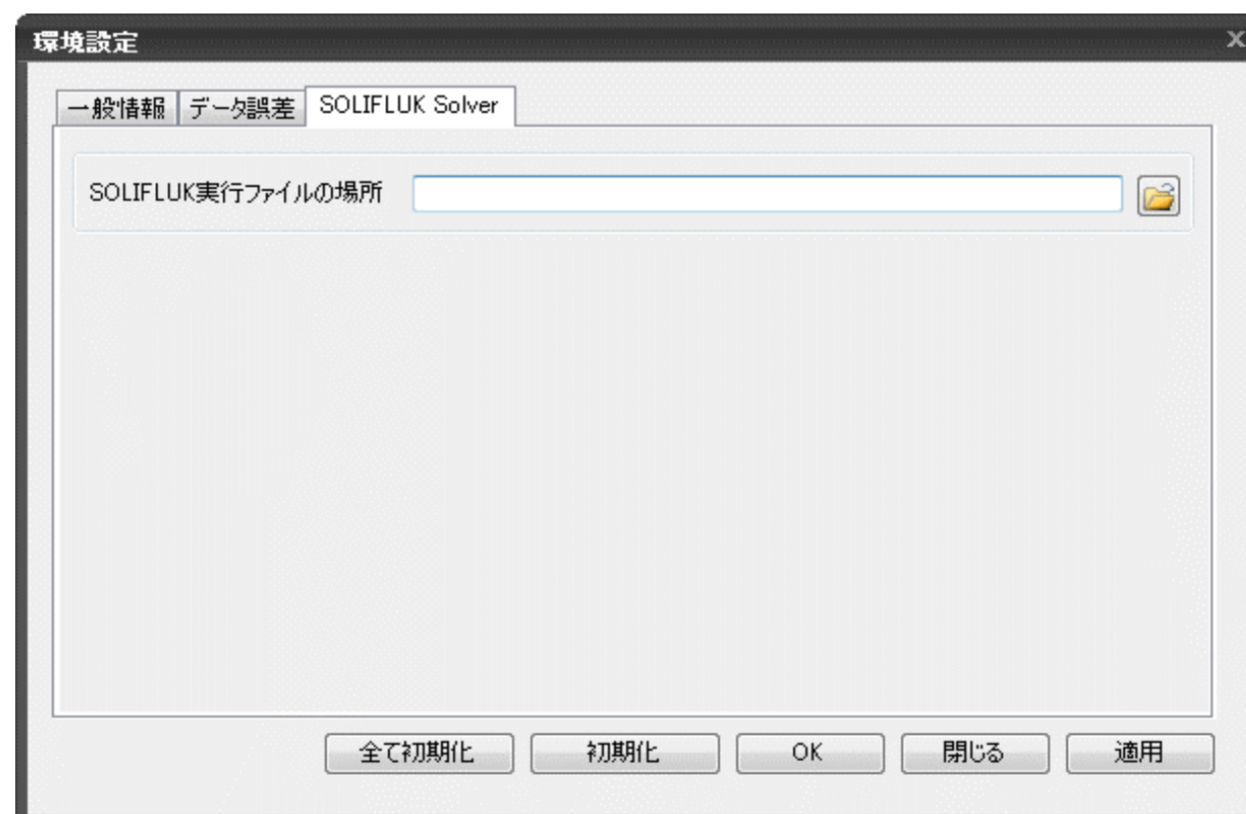 環境設定
一般情報 データ誤差 SOLIFLUK Solver
SOLIFLUK実行ファイルの場所
全て初期化 初期化 OK 閉じる 適用